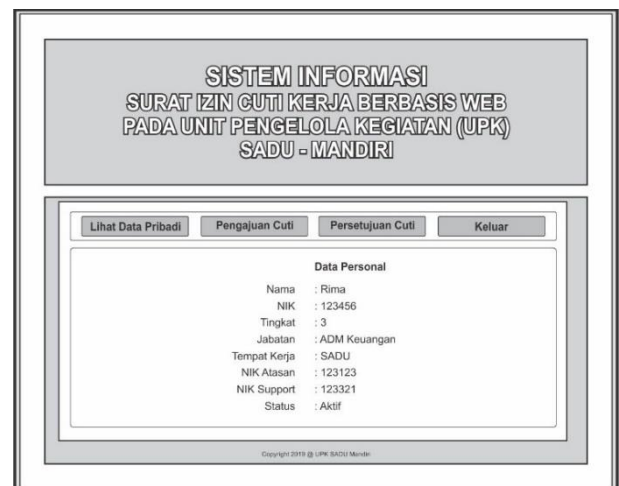 SISTEM INFORMASI
SURAT IZIN CUTI KERJA BERBASIS WEB
PADA UNIT PENGELOLA KEGIATAN (UPK)
SADU - MANDIRI
Lihat Data Pribadi Pengajuan Cuti Persetujuan Cuti Keluar
Data Personal
Nama : Rima
NIK : 123456
Tingkat : 3
Jabatan : ADM Keuangan
Tempat Kerja : SADU
NIK Atasan : 123123
NIK Support : 123321
Status : Aktif
Copyright 2019 @ UPK SADU Mandiri